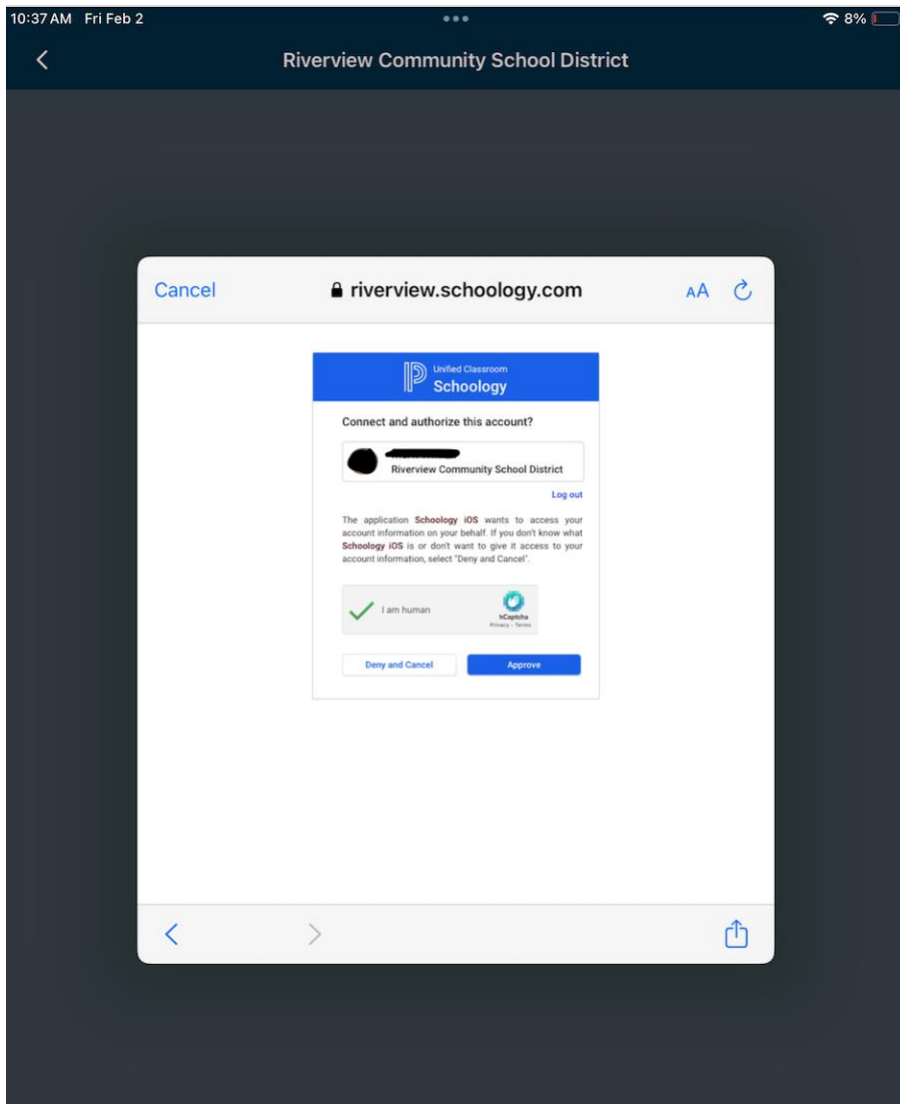 10:37 AM Fri Feb 2
8%
Riverview Community School District
Cancel
riverview.schoology.com
AA
Unified Classroom
Schoology
Connect and authorize this account?
Riverview Community School District
Log out
The application Schoology iOS wants to access your
account information on your behalf. If you don't know what
Schoology iOS is or don't want to give it access to your
account information, select "Deny and Cancel".
I am human
hCaptcha
Privacy - Terms
Deny and Cancel
Approve